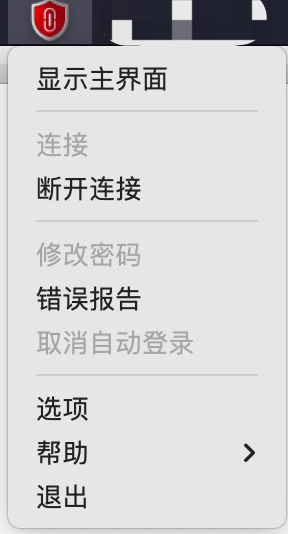 显示主界面
连接
断开连接
修改密码
错误报告
取消自动登录
选项
帮助
退出